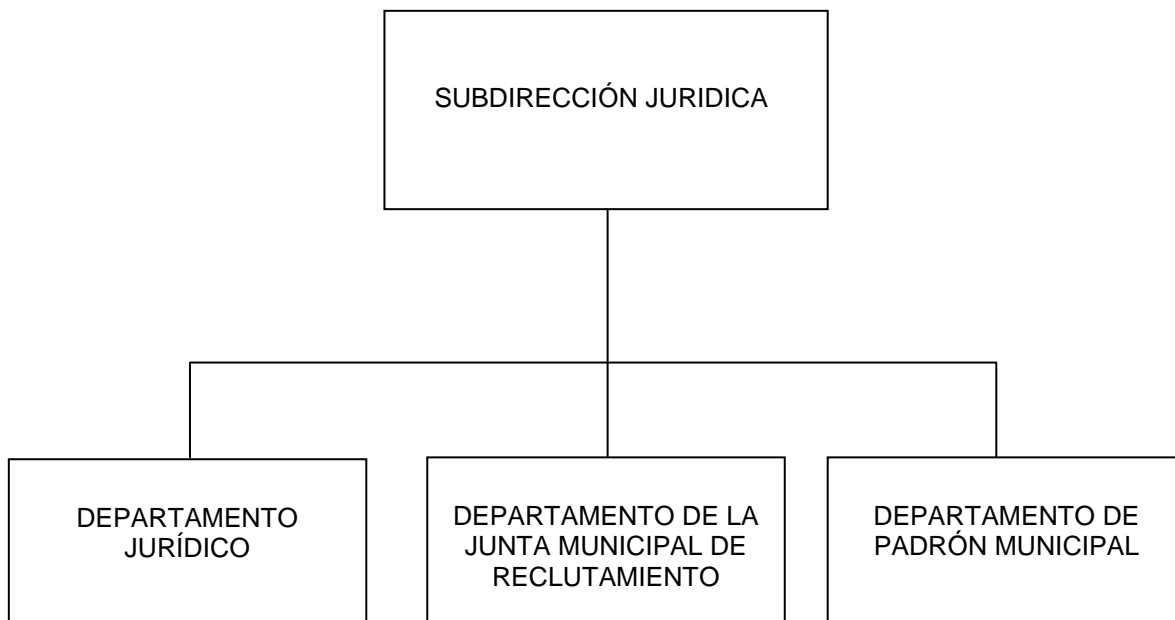 SUBDIRECCIÓN JURIDICA
DEPARTAMENTO
JURÍDICO
DEPARTAMENTO DE LA
JUNTA MUNICIPAL DE
RECLUTAMIENTO
DEPARTAMENTO DE
PADRÓN MUNICIPAL